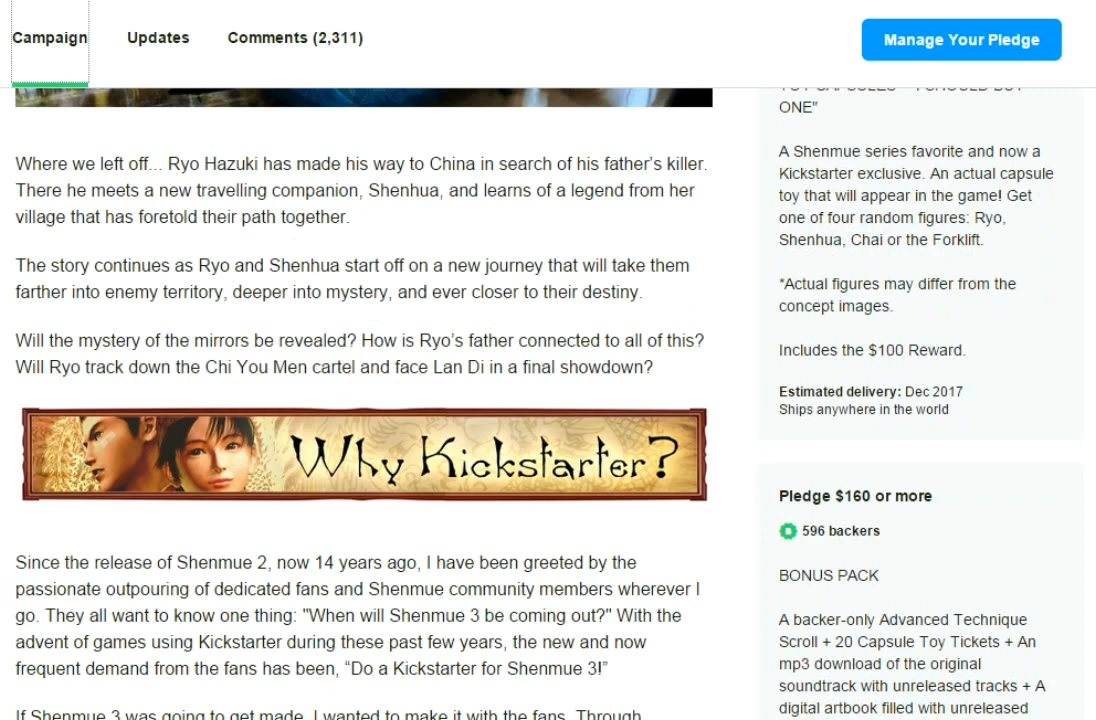 Campaign Updates Comments (2,311) Manage Your Pledge
Where we left off... Ryo Hazuki has made his way to China in search of his father's killer.
There he meets a new travelling companion, Shenhua, and learns of a legend from her
village that has foretold their path together.
The story continues as Ryo and Shenhua start off on a new journey that will take them
farther into enemy territory, deeper into mystery, and ever closer to their destiny.
Will the mystery of the mirrors be revealed? How is Ryo's father connected to all of this?
Will Ryo track down the Chi You Men cartel and face Lan Di in a final showdown?
Why Kickstarter?
Since the release of Shenmue 2, now 14 years ago, I have been greeted by the
passionate outpouring of dedicated fans and Shenmue community members wherever I
go. They all want to know one thing: "When will Shenmue 3 be coming out?" With the
advent of games using Kickstarter during these past few years, the new and now
frequent demand from the fans has been, “Do a Kickstarter for Shenmue 3!”
If Shenmue 3 was going to get made, I wanted to make it with the fans. Through
ONE"
A Shenmue series favorite and now a
Kickstarter exclusive. An actual capsule
toy that will appear in the game! Get
one of four random figures: Ryo,
Shenhua, Chai or the Forklift.
*Actual figures may differ from the
concept images.
Includes the $100 Reward.
Estimated delivery: Dec 2017
Ships anywhere in the world
Pledge $160 or more
596 backers
BONUS PACK
A backer-only Advanced Technique
Scroll + 20 Capsule Toy Tickets + An
mp3 download of the original
soundtrack with unreleased tracks + A
digital artbook filled with unreleased